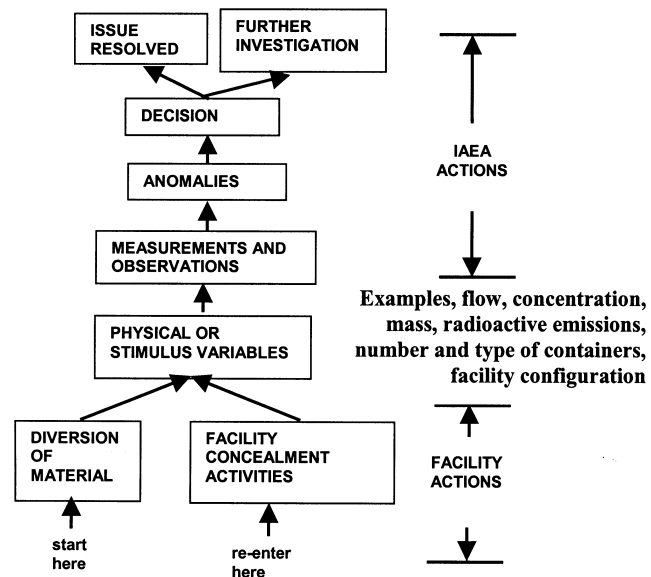 ISSUE
RESOLVED
FURTHER
INVESTIGATION
DECISION
ANOMALIES
MEASUREMENTS AND
OBSERVATIONS
PHYSICAL OR
STIMULUS VARIABLES
DIVERSION
OF
MATERIAL
FACILITY
CONCEALMENT
ACTIVITIES
start
here
re-enter
here
IAEA
ACTIONS
Examples, flow, concentration,
mass, radioactive emissions,
number and type of containers,
facility configuration
FACILITY
ACTIONS